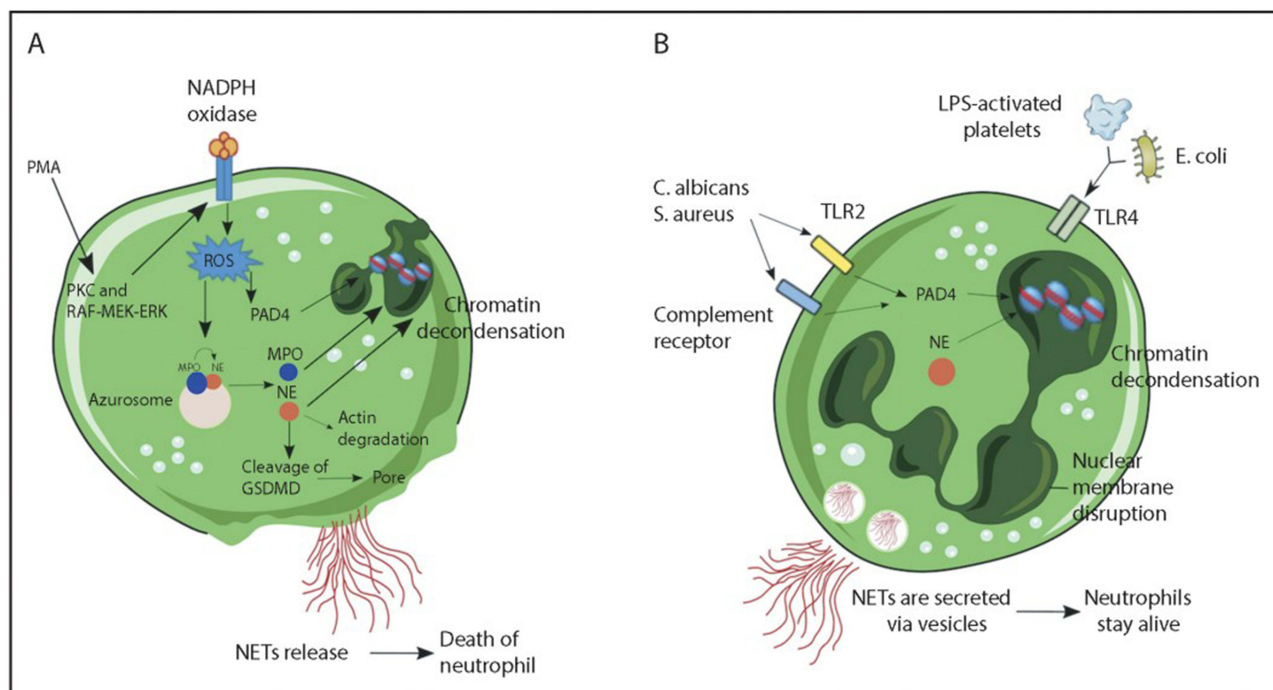 A
NADPH
oxidase
PMA
ROS
PKC and
RAF-MEK-ERK
PAD4
Chromatin
decondensation
MPO
NE
MPO
NE
Azurosome
Actin
degradation
Cleavage of
GSDMD
Pore
NETs release
Death of
neutrophil
B
LPS-activated
platelets
E. coli
C. albicans
S. aureus
TLR2
TLR4
PAD4
Complement
receptor
NE
Chromatin
decondensation
Nuclear
membrane
disruption
NETs are secreted
via vesicles
Neutrophils
stay alive